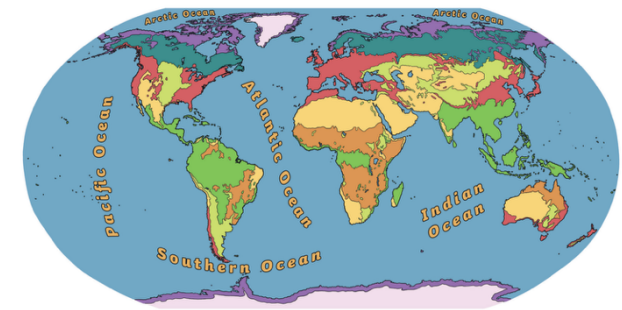 Arctic Ocean
Arctic Ocean
Pacific Ocean
Atlantic Ocean
Indian
Ocean
Southern Ocean